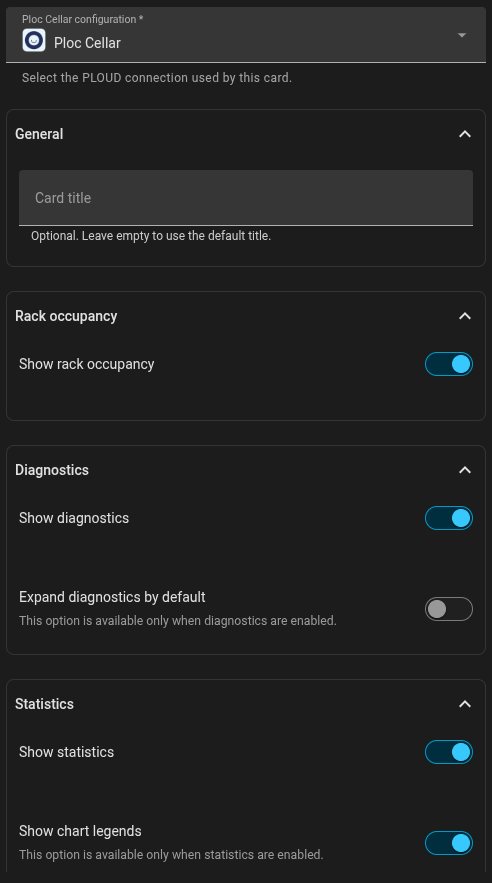 Ploc Cellar configuration *
Ploc Cellar
Select the PLOUD connection used by this card.
General
Card title
Optional. Leave empty to use the default title.
Rack occupancy
Show rack occupancy
Diagnostics
Show diagnostics
Expand diagnostics by default
This option is available only when diagnostics are enabled.
Statistics
Show statistics
Show chart legends
This option is available only when statistics are enabled.